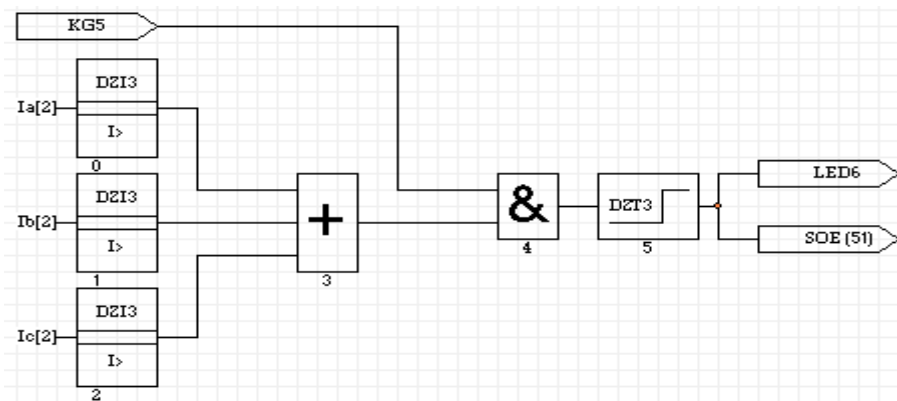 KG5
DZI3
Ia[2]
I>
0
DZI3
Ib[2]
I>
1
DZI3
Ic[2]
I>
2
+
3
&
4
DZT3
5
LED6
SOE (51)